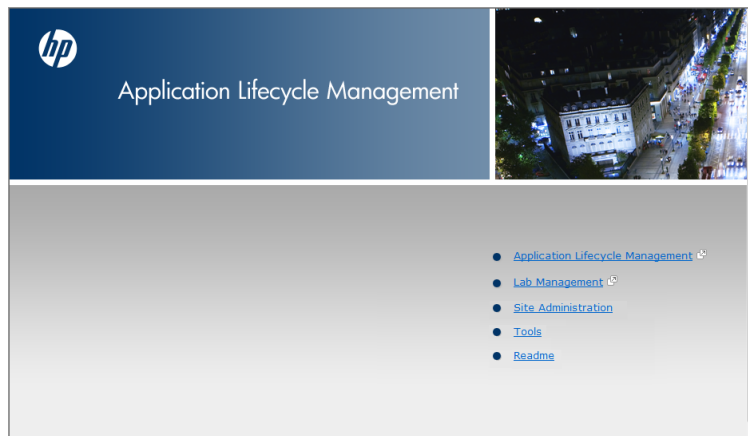 hp
Application Lifecycle Management
Application Lifecycle Management
Lab Management
Site Administration
Tools
Readme